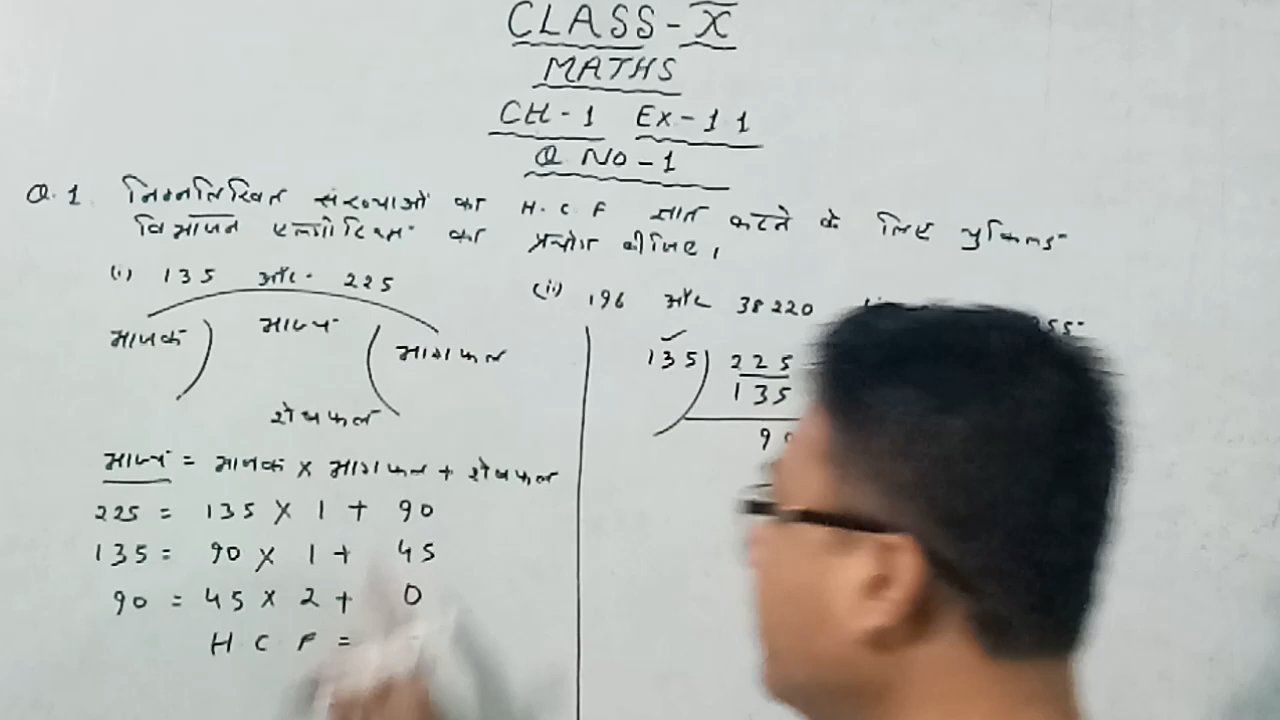 CLASS-X
MATHS
CH-1 Ex-1 1
Q No-1
Q.1. निम्नलिखित संख्याओं का H.C.F ज्ञात करने के लिए युक्लिड
विभाजन एल्गोरिथ्म का प्रयोग कीजिए।
(i) 135 और 225
(ii) 196 और 38220
भाजक ) भाज्य ( भागफल
शेषफल
भाज्य = भाजक × भागफल + शेषफल
225 = 135 × 1 + 90
135 = 90 × 1 + 45
90 = 45 × 2 + 0
H C F =
135 ) 225
135
90